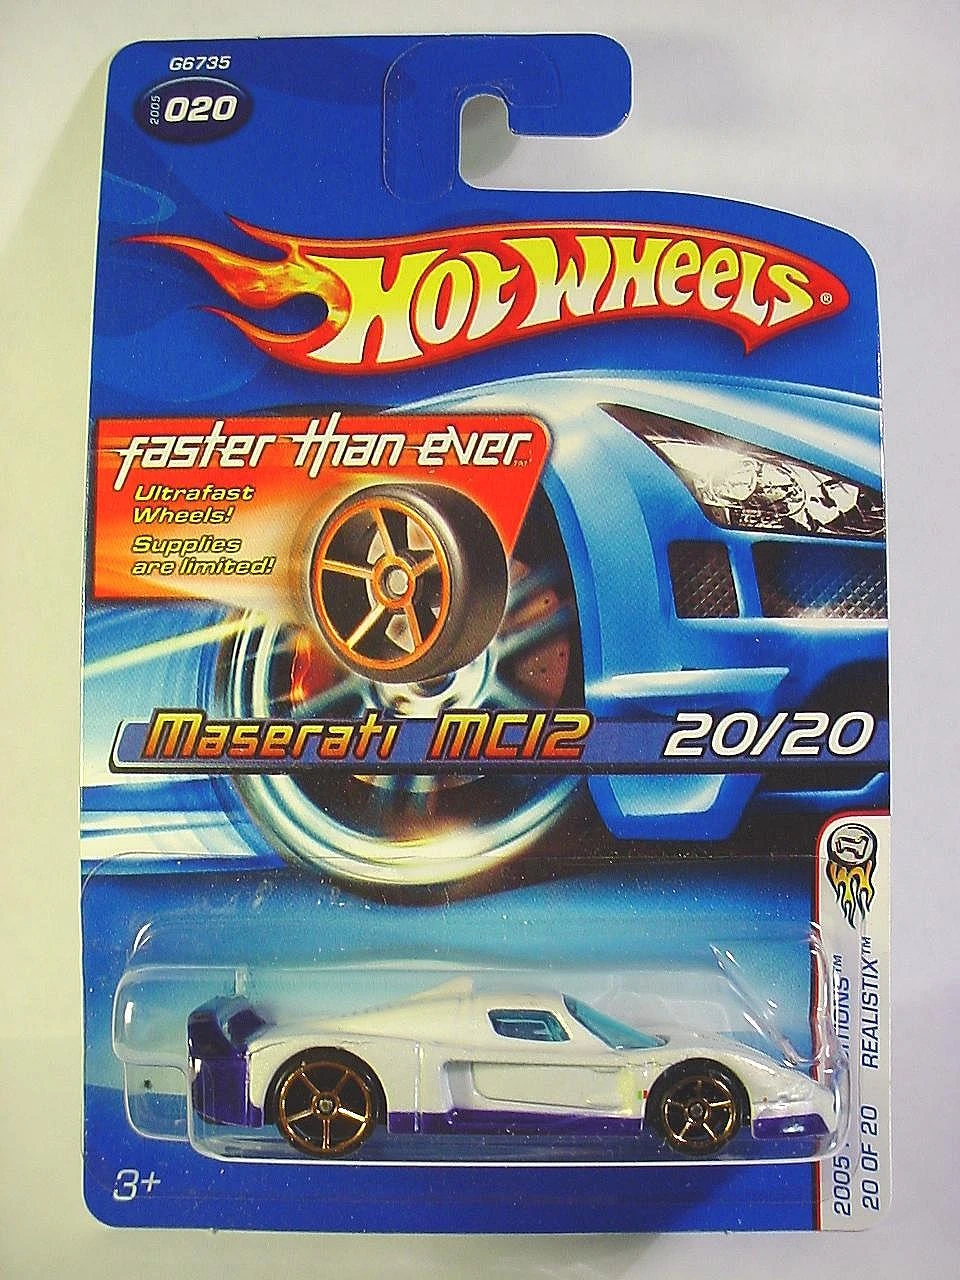 G6735
2005 020
HOT WHEELS®
faster than ever™
Ultrafast
Wheels!
Supplies
are limited!
Maserati MC12 20/20
3+
2005
20 OF 20 REALISTIX™